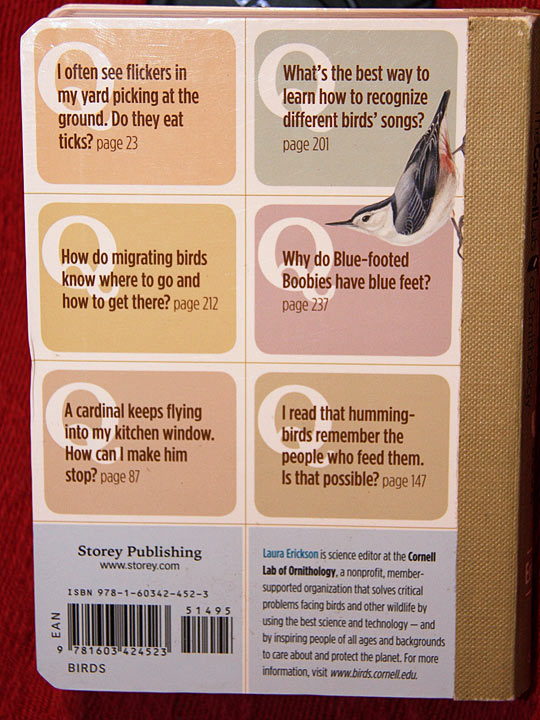 Q
I often see flickers in
my yard picking at the
ground. Do they eat
ticks? page 23
Q
What's the best way to
learn how to recognize
different birds' songs?
page 201
Q
How do migrating birds
know where to go and
how to get there? page 212
Q
Why do Blue-footed
Boobies have blue feet?
page 237
Q
A cardinal keeps flying
into my kitchen window.
How can I make him
stop? page 87
Q
I read that humming-
birds remember the
people who feed them.
Is that possible? page 147
Storey Publishing
www.storey.com
ISBN 978-1-60342-452-3
51495
EAN
9 781603 424523
BIRDS
Laura Erickson is science editor at the Cornell
Lab of Ornithology, a nonprofit, member-
supported organization that solves critical
problems facing birds and other wildlife by
using the best science and technology — and
by inspiring people of all ages and backgrounds
to care about and protect the planet. For more
information, visit www.birds.cornell.edu.